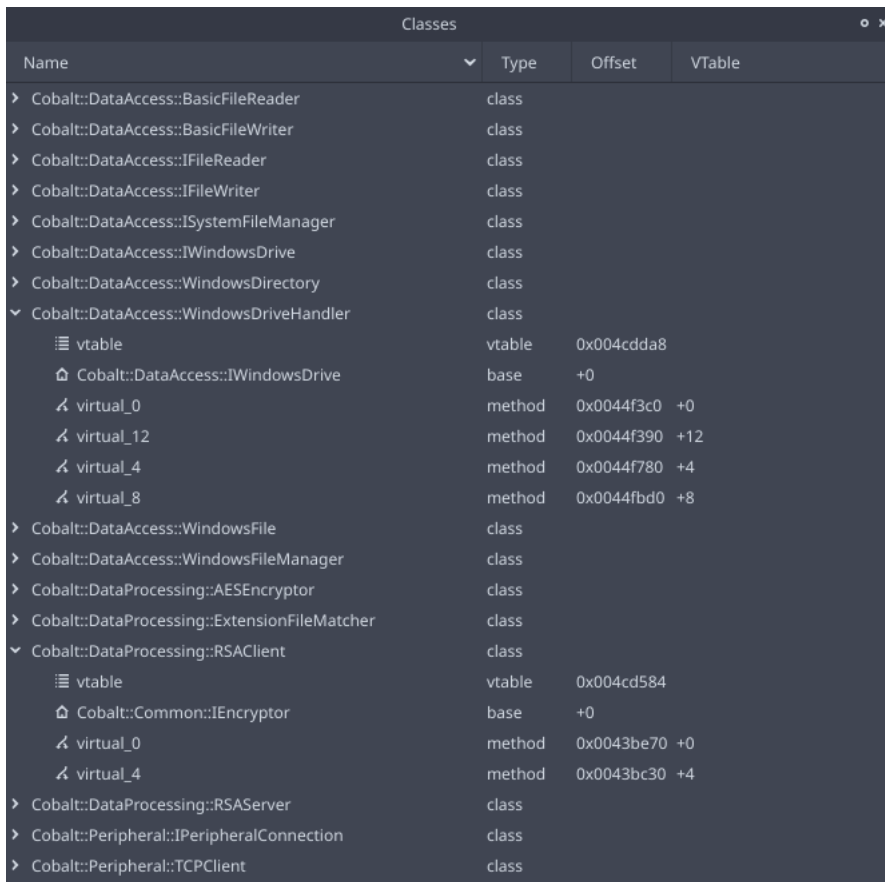 Classes
Name Type Offset VTable
Cobalt::DataAccess::BasicFileReader class
Cobalt::DataAccess::BasicFileWriter class
Cobalt::DataAccess::IFileReader class
Cobalt::DataAccess::IFileWriter class
Cobalt::DataAccess::ISystemFileManager class
Cobalt::DataAccess::IWindowsDrive class
Cobalt::DataAccess::WindowsDirectory class
Cobalt::DataAccess::WindowsDriveHandler class
vtable vtable 0x004cdda8
Cobalt::DataAccess::IWindowsDrive base +0
virtual_0 method 0x0044f3c0 +0
virtual_12 method 0x0044f390 +12
virtual_4 method 0x0044f780 +4
virtual_8 method 0x0044fbd0 +8
Cobalt::DataAccess::WindowsFile class
Cobalt::DataAccess::WindowsFileManager class
Cobalt::DataProcessing::AESEncryptor class
Cobalt::DataProcessing::ExtensionFileMatcher class
Cobalt::DataProcessing::RSAClient class
vtable vtable 0x004cd584
Cobalt::Common::IEncryptor base +0
virtual_0 method 0x0043be70 +0
virtual_4 method 0x0043bc30 +4
Cobalt::DataProcessing::RSAServer class
Cobalt::Peripheral::IPeripheralConnection class
Cobalt::Peripheral::TCPClient class